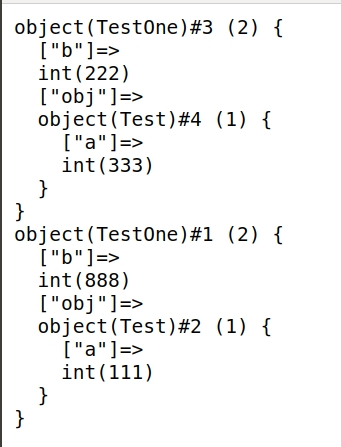 object(TestOne)#3 (2) {
  ["b"]=>
  int(222)
  ["obj"]=>
  object(Test)#4 (1) {
    ["a"]=>
    int(333)
  }
}
object(TestOne)#1 (2) {
  ["b"]=>
  int(888)
  ["obj"]=>
  object(Test)#2 (1) {
    ["a"]=>
    int(111)
  }
}